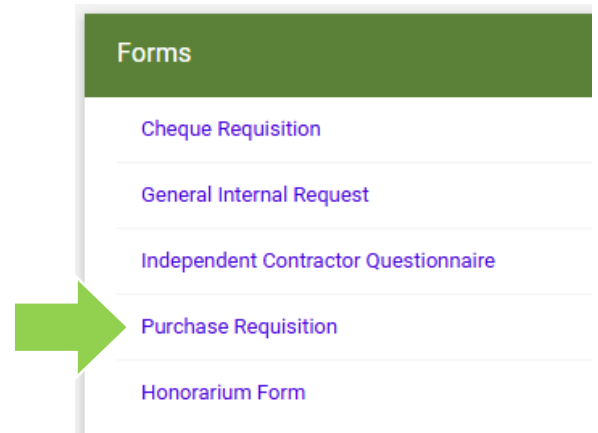 Forms
Cheque Requisition
General Internal Request
Independent Contractor Questionnaire
Purchase Requisition
Honorarium Form